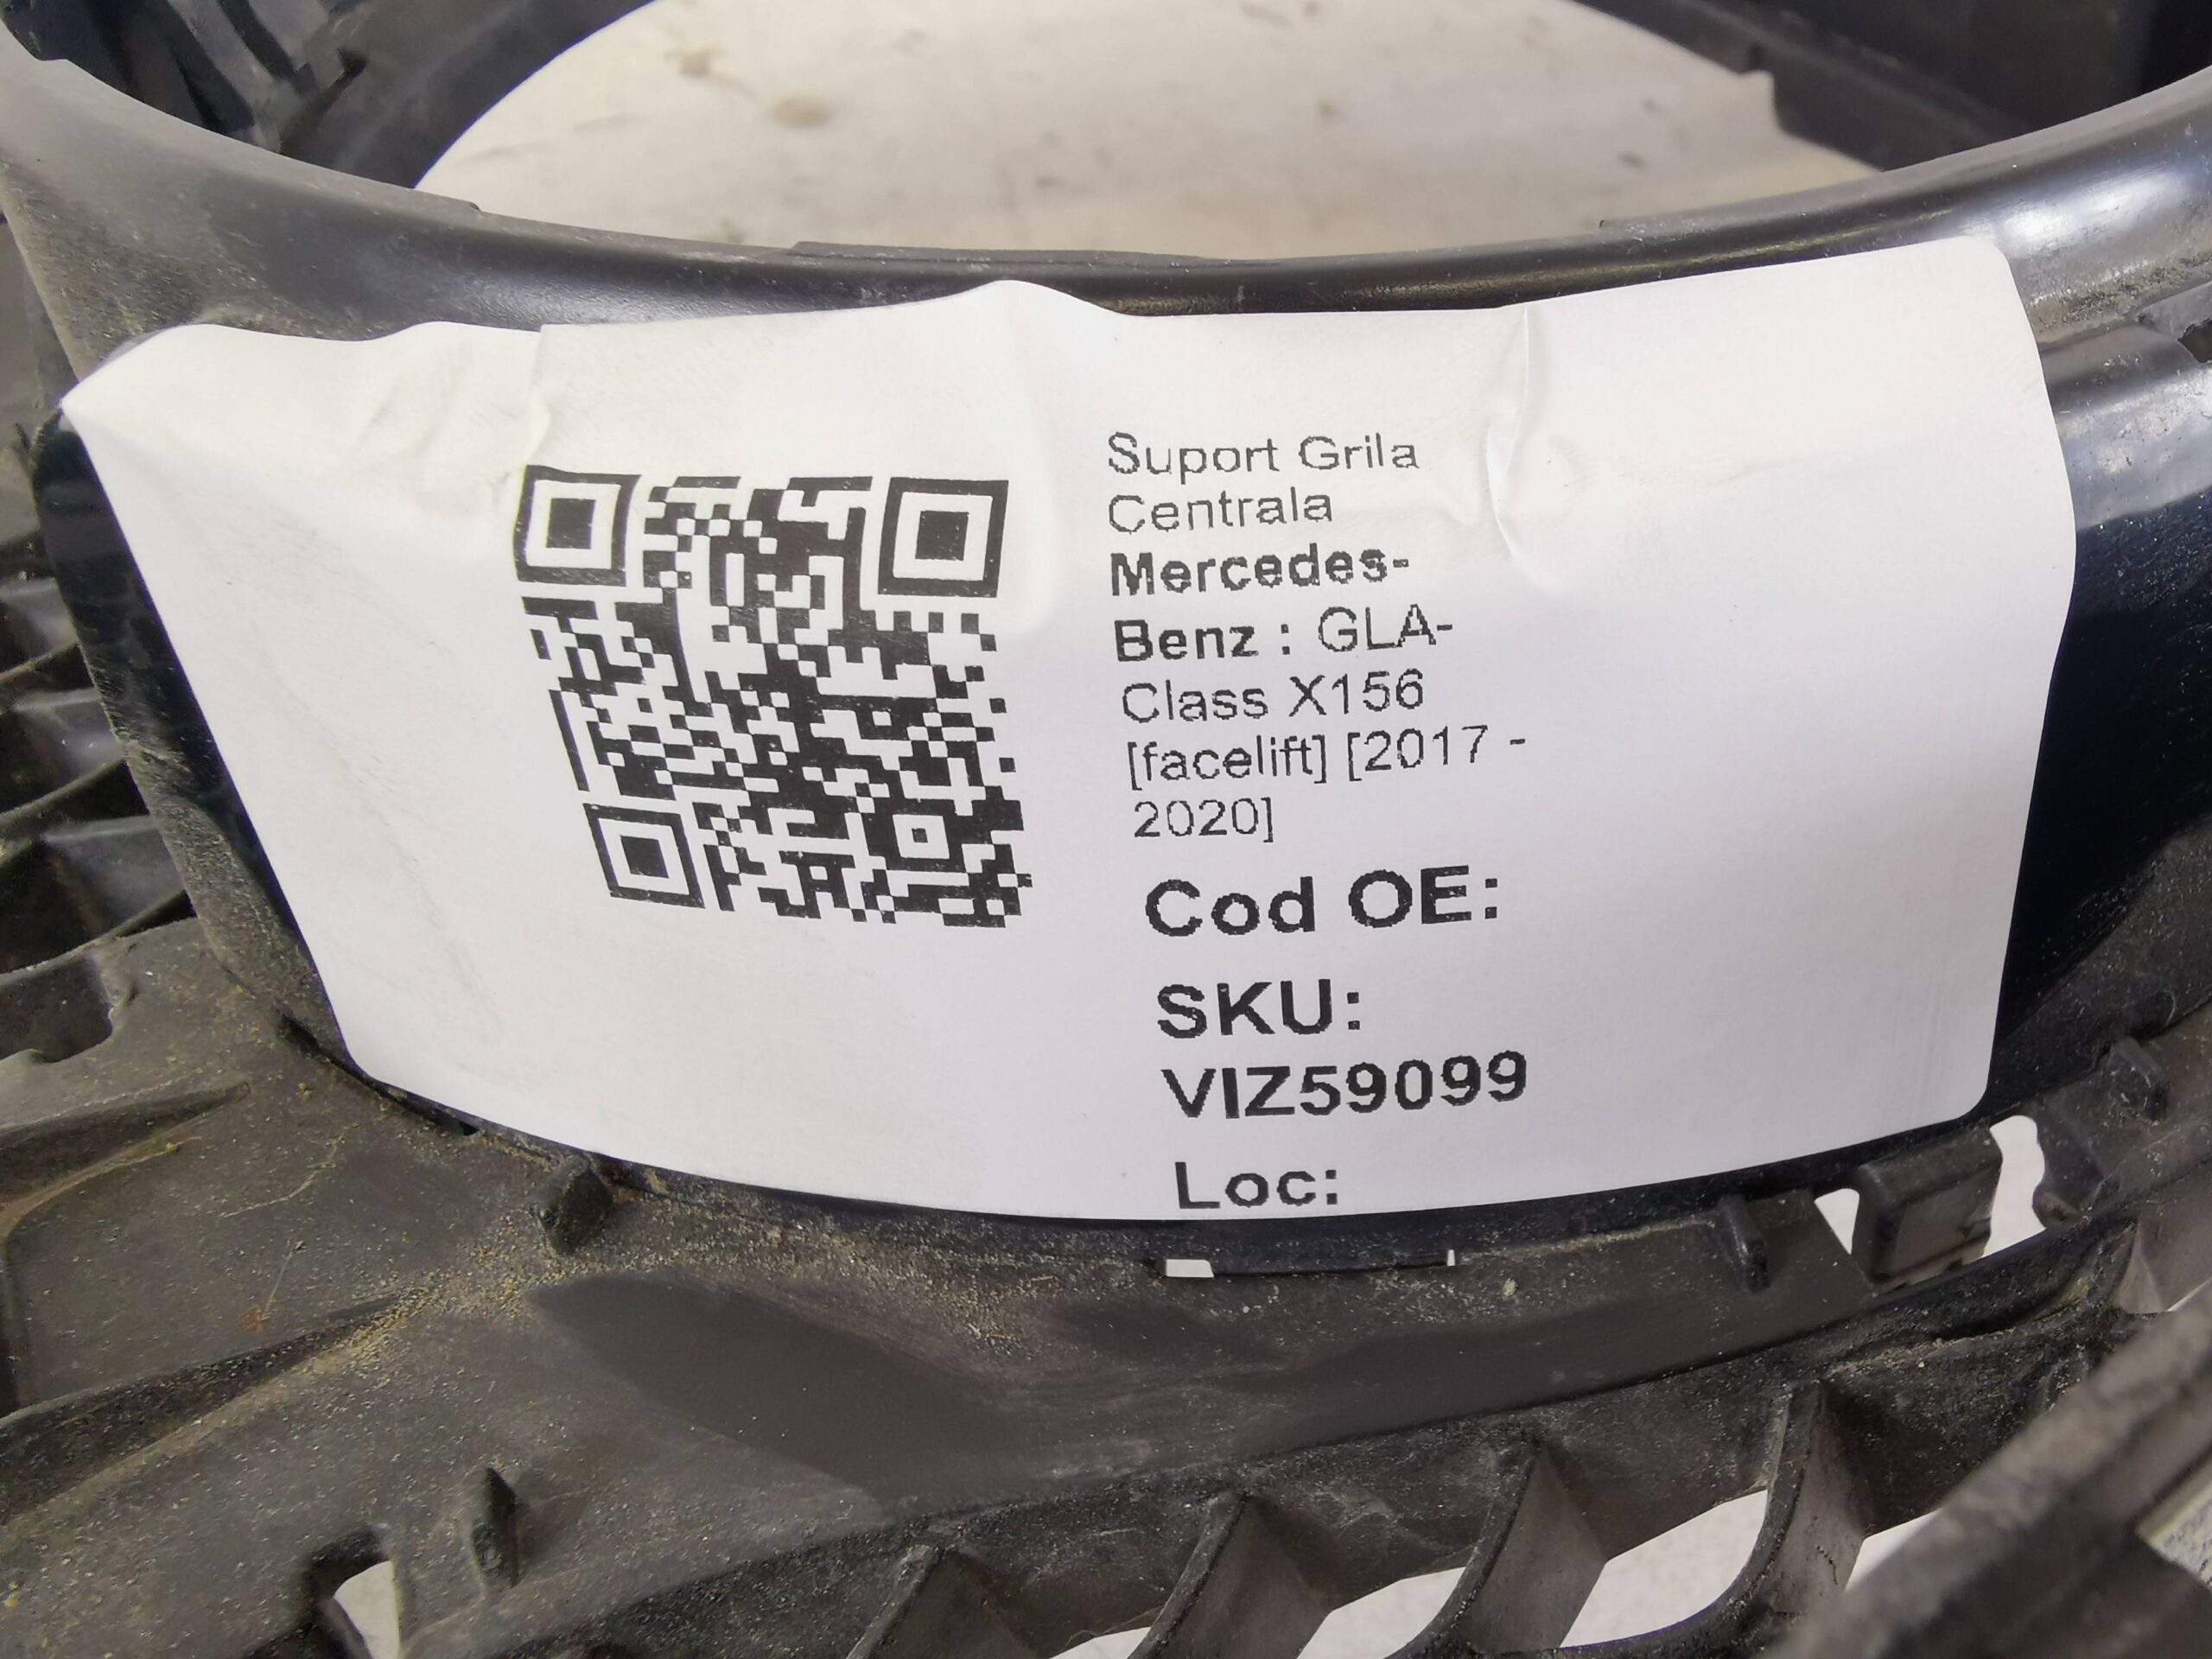 Suport Grila
Centrala
Mercedes-
Benz : GLA-
Class X156
[facelift] [2017 -
2020]
Cod OE:
SKU:
VIZ59099
Loc: